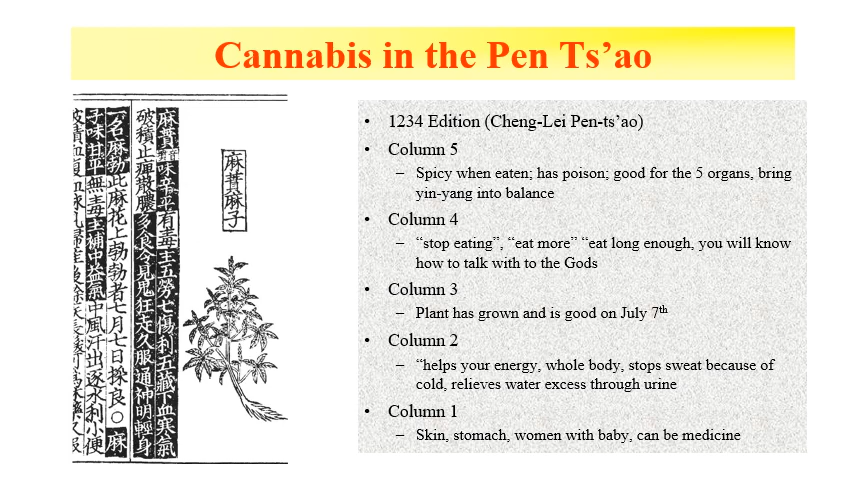 Cannabis in the Pen Ts’ao
麻蕡麻子
麻蕡味辛平有毒主五勞七傷利五藏下血寒氣
破積止痺散膿多食令見鬼狂走久服通神明輕身
一名麻勃此麻花上勃勃者七月七日採良○麻
子味甘平無毒主補中益氣中風汗出逐水利小便
• 1234 Edition (Cheng-Lei Pen-ts’ao)
• Column 5
– Spicy when eaten; has poison; good for the 5 organs, bring
yin-yang into balance
• Column 4
– “stop eating”, “eat more” “eat long enough, you will know
how to talk with to the Gods
• Column 3
– Plant has grown and is good on July 7th
• Column 2
– “helps your energy, whole body, stops sweat because of
cold, relieves water excess through urine
• Column 1
– Skin, stomach, women with baby, can be medicine